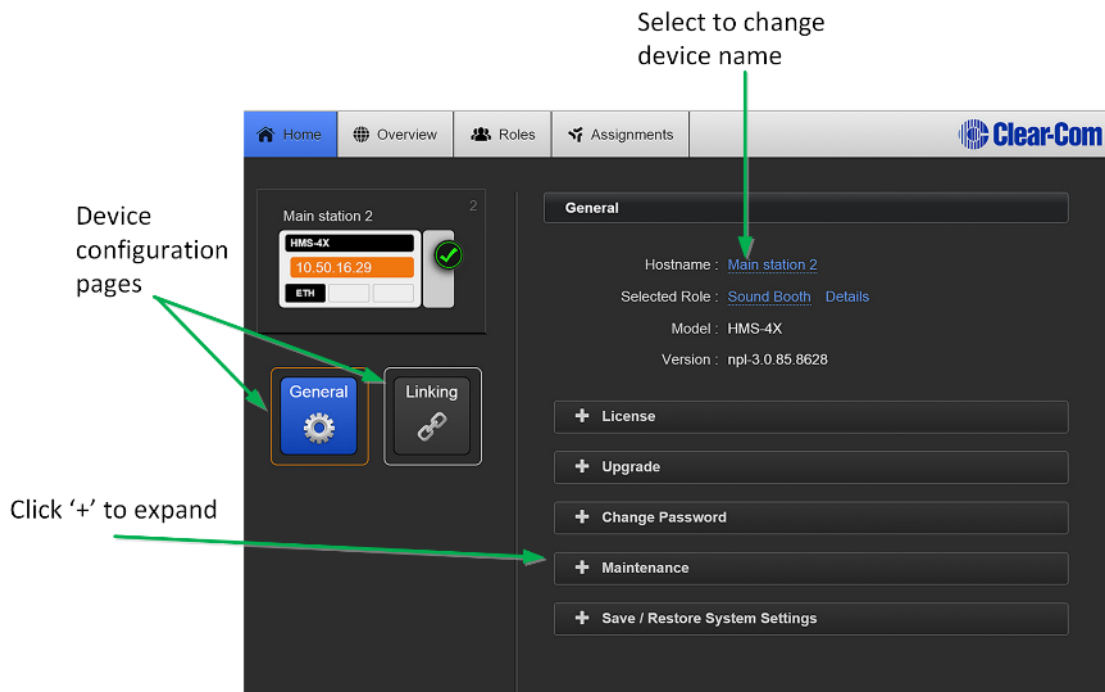 Select to change
device name
Home
Overview
Roles
Assignments
Clear-Com
Device
configuration
pages
Main station 2
2
HMS-4X
10.50.16.29
ETH
General
Linking
Click ‘+’ to expand
General
Hostname : Main station 2
Selected Role : Sound Booth Details
Model : HMS-4X
Version : npl-3.0.85.8628
+ License
+ Upgrade
+ Change Password
+ Maintenance
+ Save / Restore System Settings